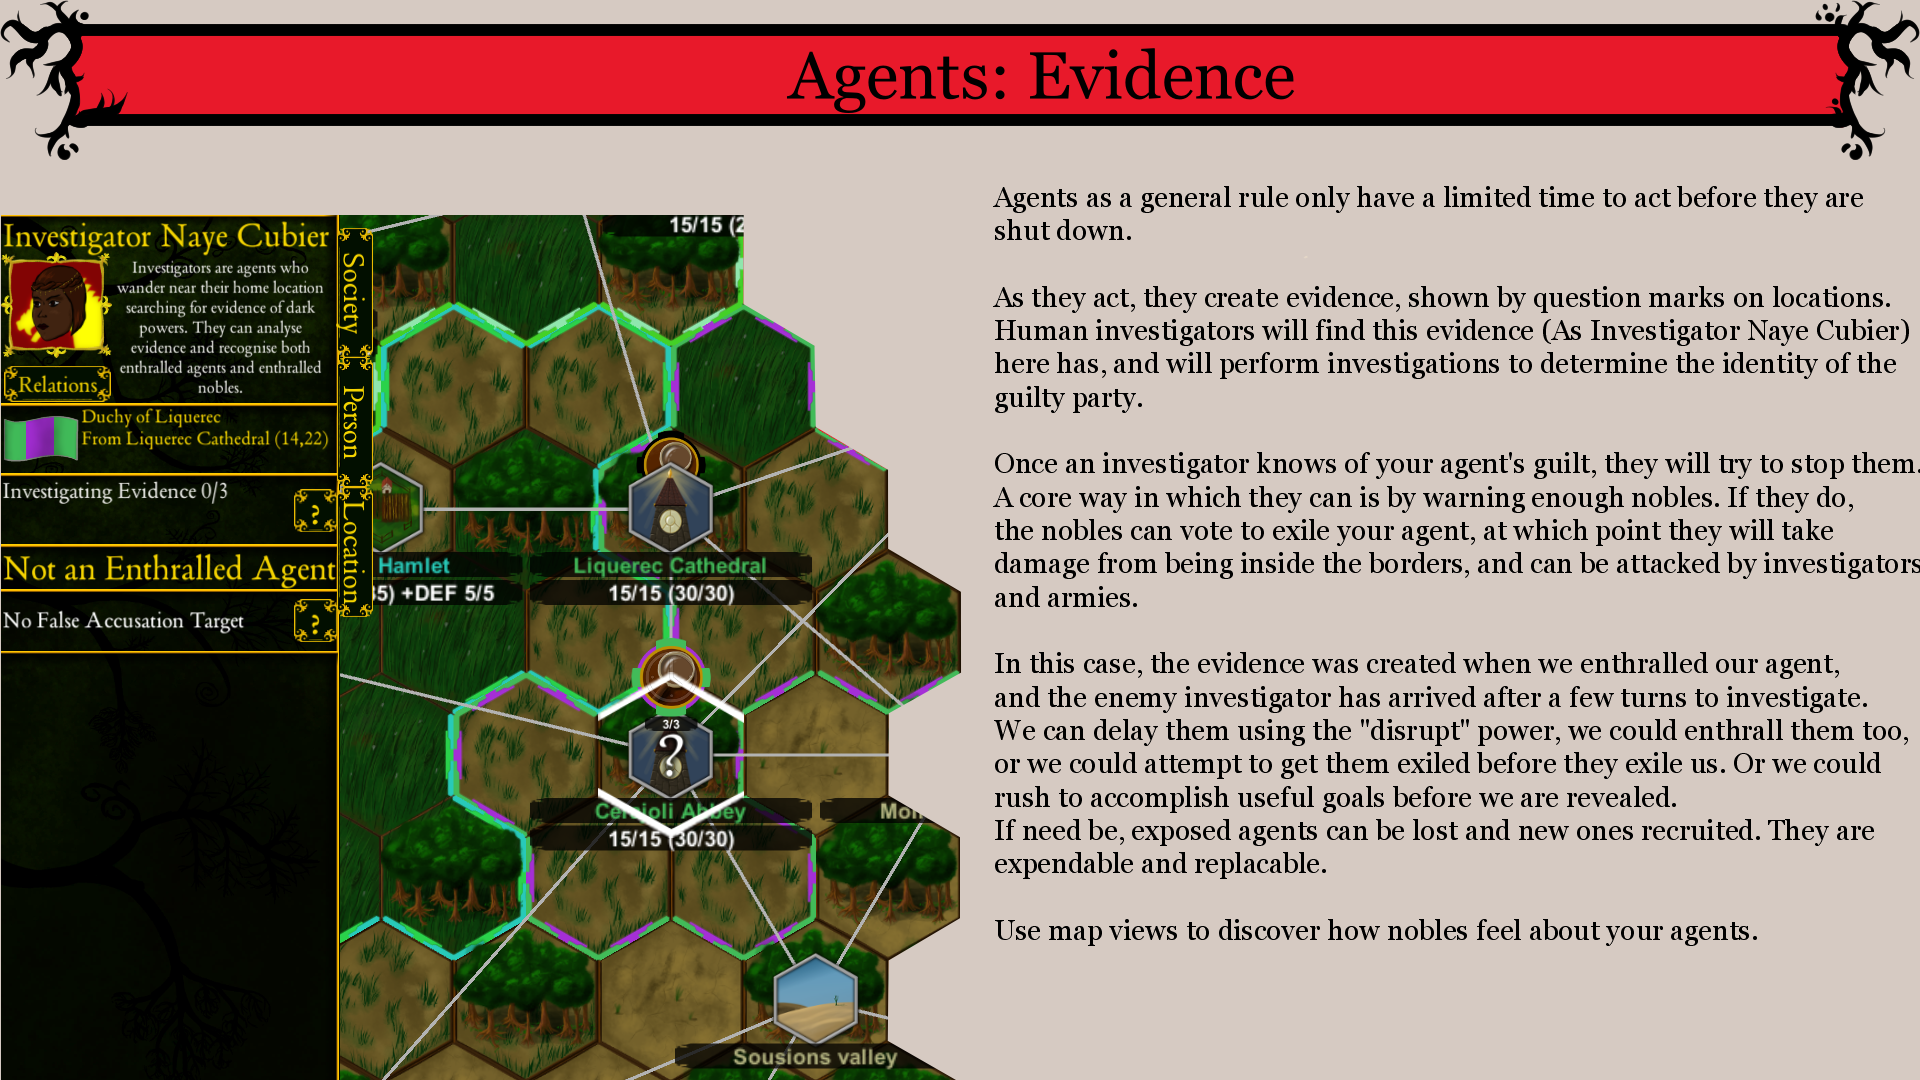 Agents: Evidence
Investigator Naye Cubier
Investigators are agents who
wander near their home location
searching for evidence of dark
powers. They can analyse
evidence and recognise both
enthralled agents and enthralled
nobles.
Relations
Duchy of Liquerec
From Liquerec Cathedral (14,22)
Investigating Evidence 0/3
?
Not an Enthralled Agent
No False Accusation Target
?
Society
Person
Location
15/15 (2
Hamlet
35) +DEF 5/5
Liquerec Cathedral
15/15 (30/30)
3/3
?
Abbey
15/15 (30/30)
Mon
Sousions valley
Agents as a general rule only have a limited time to act before they are
shut down.
As they act, they create evidence, shown by question marks on locations.
Human investigators will find this evidence (As Investigator Naye Cubier)
here has, and will perform investigations to determine the identity of the
guilty party.
Once an investigator knows of your agent's guilt, they will try to stop them.
A core way in which they can is by warning enough nobles. If they do,
the nobles can vote to exile your agent, at which point they will take
damage from being inside the borders, and can be attacked by investigators
and armies.
In this case, the evidence was created when we enthralled our agent,
and the enemy investigator has arrived after a few turns to investigate.
We can delay them using the "disrupt" power, we could enthrall them too,
or we could attempt to get them exiled before they exile us. Or we could
rush to accomplish useful goals before we are revealed.
If need be, exposed agents can be lost and new ones recruited. They are
expendable and replacable.
Use map views to discover how nobles feel about your agents.